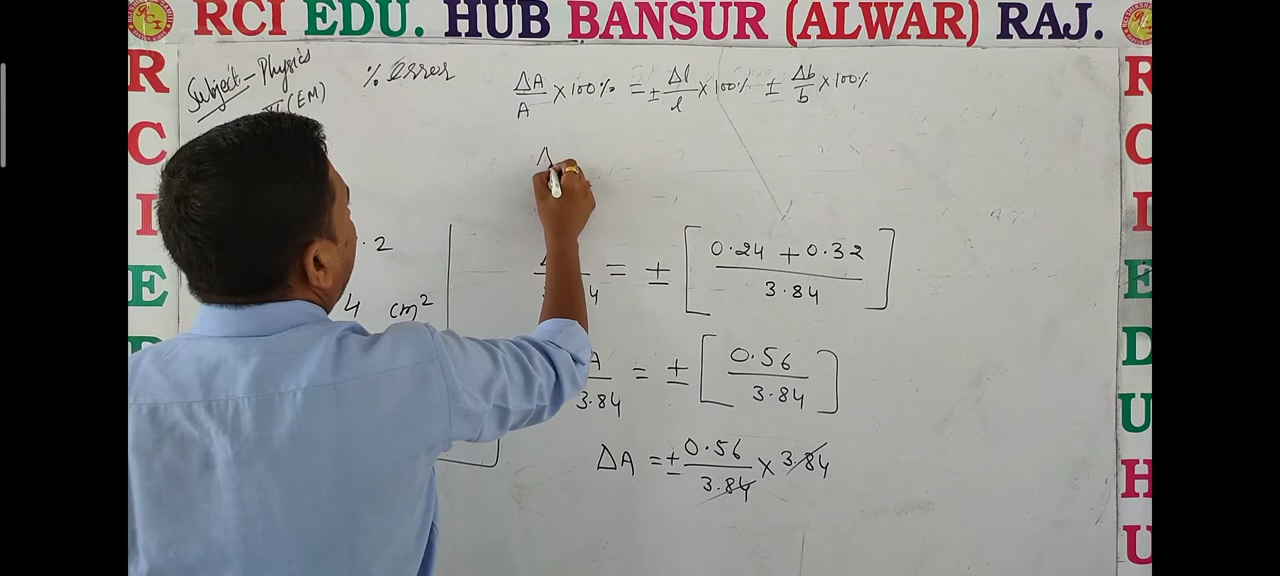 RCI EDU. HUB BANSUR (ALWAR) RAJ.
R
C
I
E
Subject - Physics
(EM)
% Error
ΔA/A × 100% = ± Δl/l × 100% ± Δb/b × 100%
.2
4 cm²
= ± [ (0.24 + 0.32)/3.84 ]
A/3.84 = ± [ 0.56/3.84 ]
ΔA = ± 0.56/3.84 × 3.84
R
C
I
E
D
U
H
U